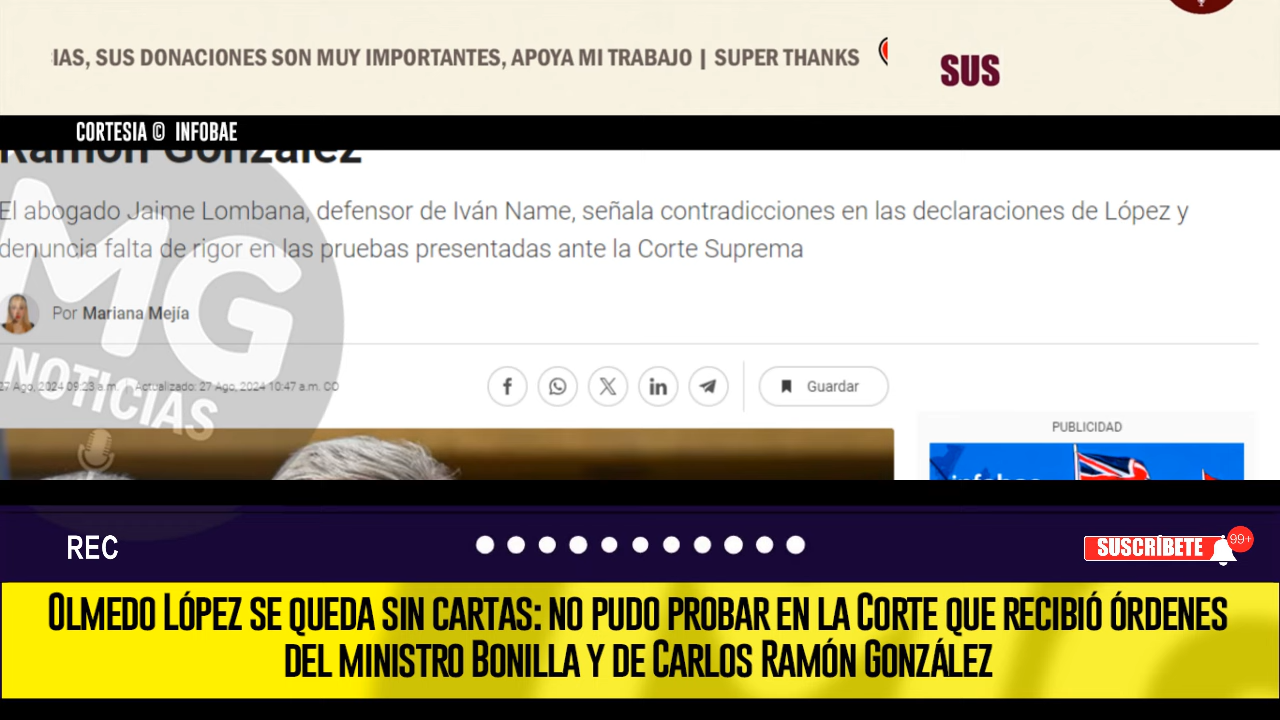 IAS, SUS DONACIONES SON MUY IMPORTANTES, APOYA MI TRABAJO | SUPER THANKS
SUS
CORTESIA © INFOBAE
Ramón González
El abogado Jaime Lombana, defensor de Iván Name, señala contradicciones en las declaraciones de López y
denuncia falta de rigor en las pruebas presentadas ante la Corte Suprema
Por Mariana Mejía
MG
NOTICIAS
27 Ago, 2024 09:23 a.m. | Actualizado: 27 Ago, 2024 10:47 a.m. CO
Guardar
PUBLICIDAD
infobae
REC
SUSCRÍBETE
99+
OLMEDO LÓPEZ SE QUEDA SIN CARTAS: NO PUDO PROBAR EN LA CORTE QUE RECIBIÓ ÓRDENES
DEL MINISTRO BONILLA Y DE CARLOS RAMÓN GONZÁLEZ